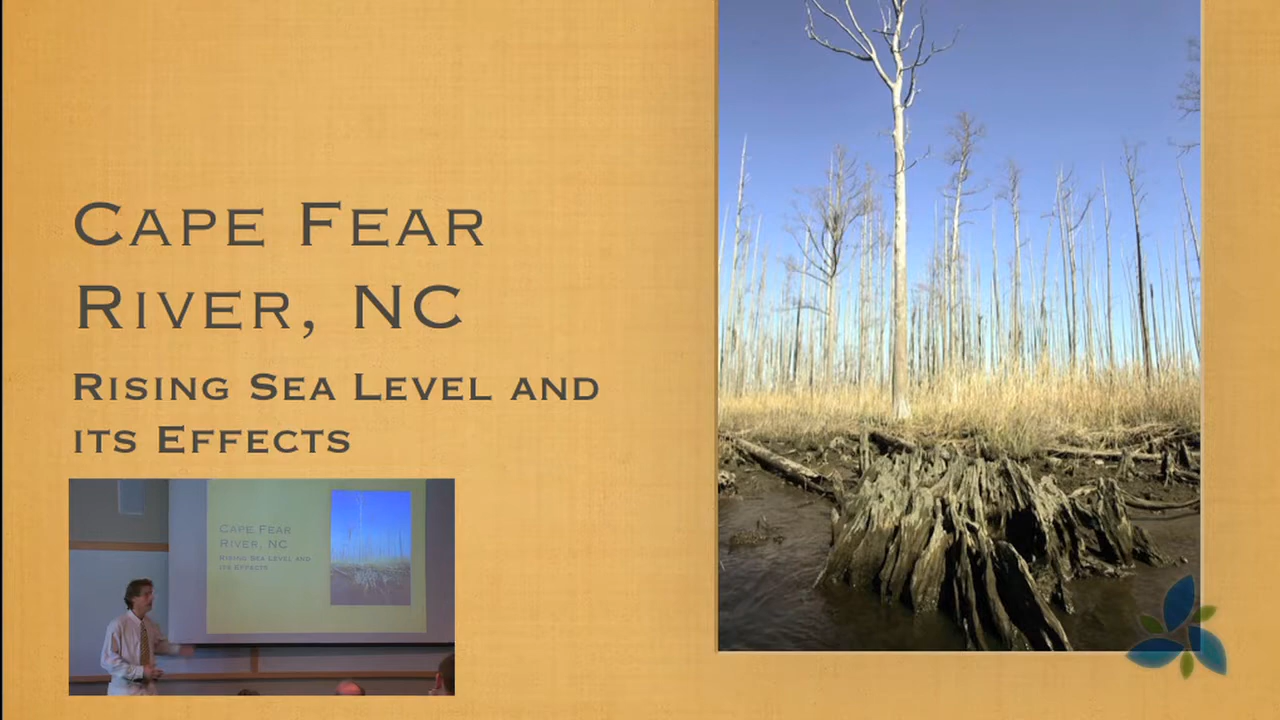 Cape Fear
River, NC
Rising Sea Level and
its Effects
Cape Fear
River, NC
Rising Sea Level and
its Effects